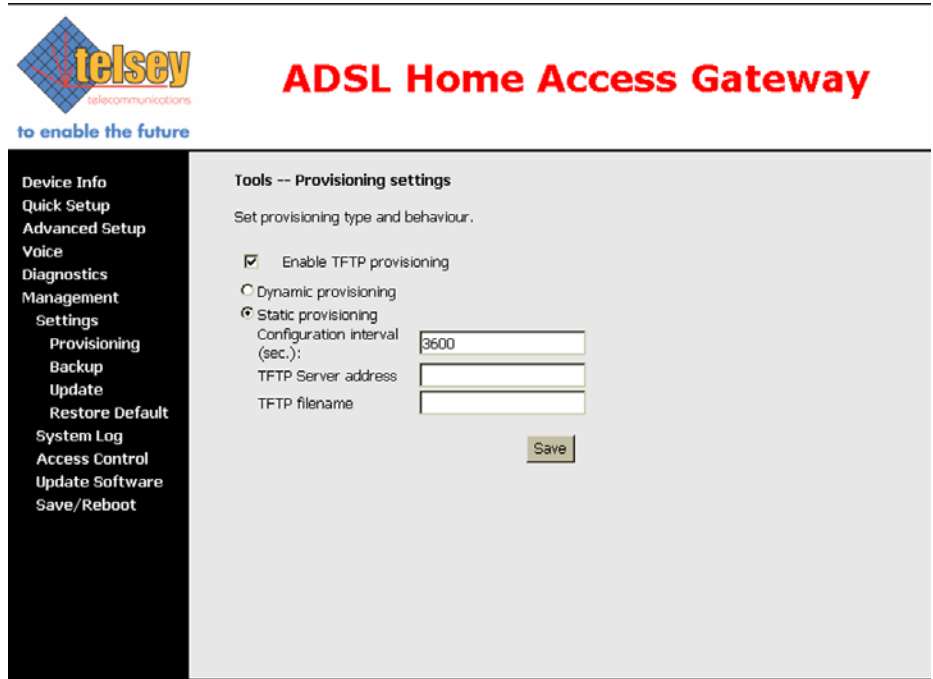 telsey
telecommunications
to enable the future
ADSL Home Access Gateway
Device Info
Quick Setup
Advanced Setup
Voice
Diagnostics
Management
Settings
Provisioning
Backup
Update
Restore Default
System Log
Access Control
Update Software
Save/Reboot
Tools -- Provisioning settings
Set provisioning type and behaviour.
Enable TFTP provisioning
Dynamic provisioning
Static provisioning
Configuration interval
(sec.):
3600
TFTP Server address
TFTP filename
Save